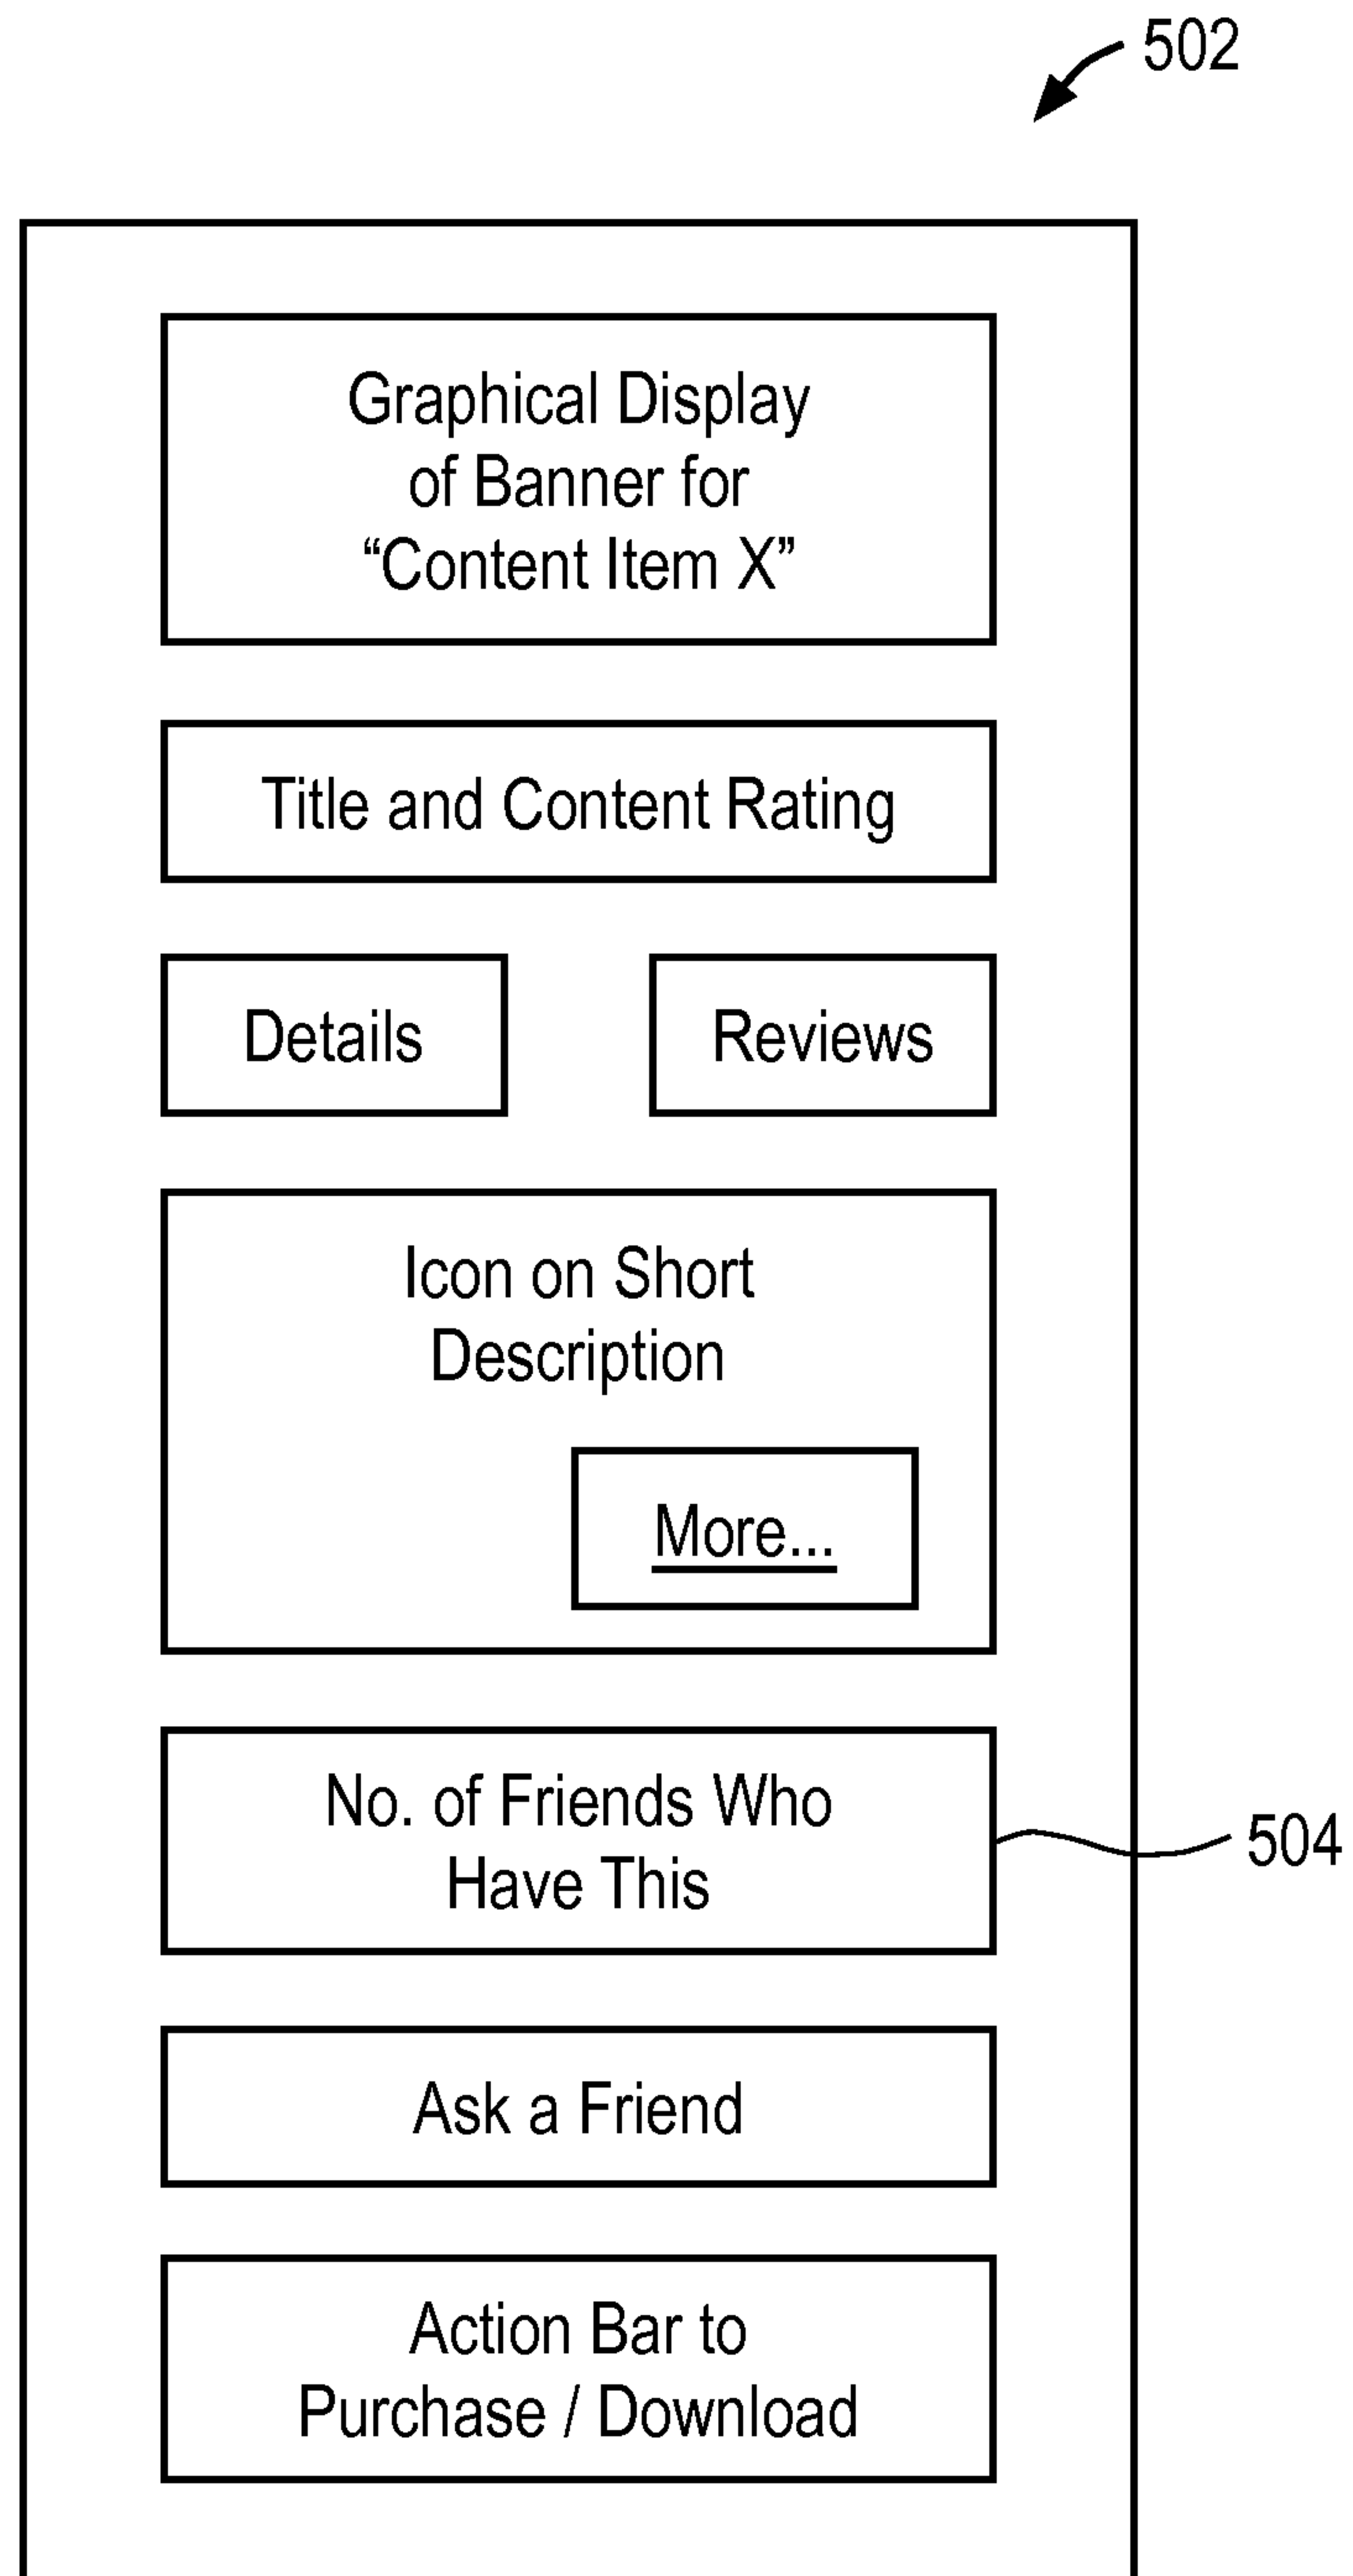 502
Graphical Display
of Banner for
“Content Item X”
Title and Content Rating
Details
Reviews
Icon on Short
Description
More...
No. of Friends Who
Have This
504
Ask a Friend
Action Bar to
Purchase / Download